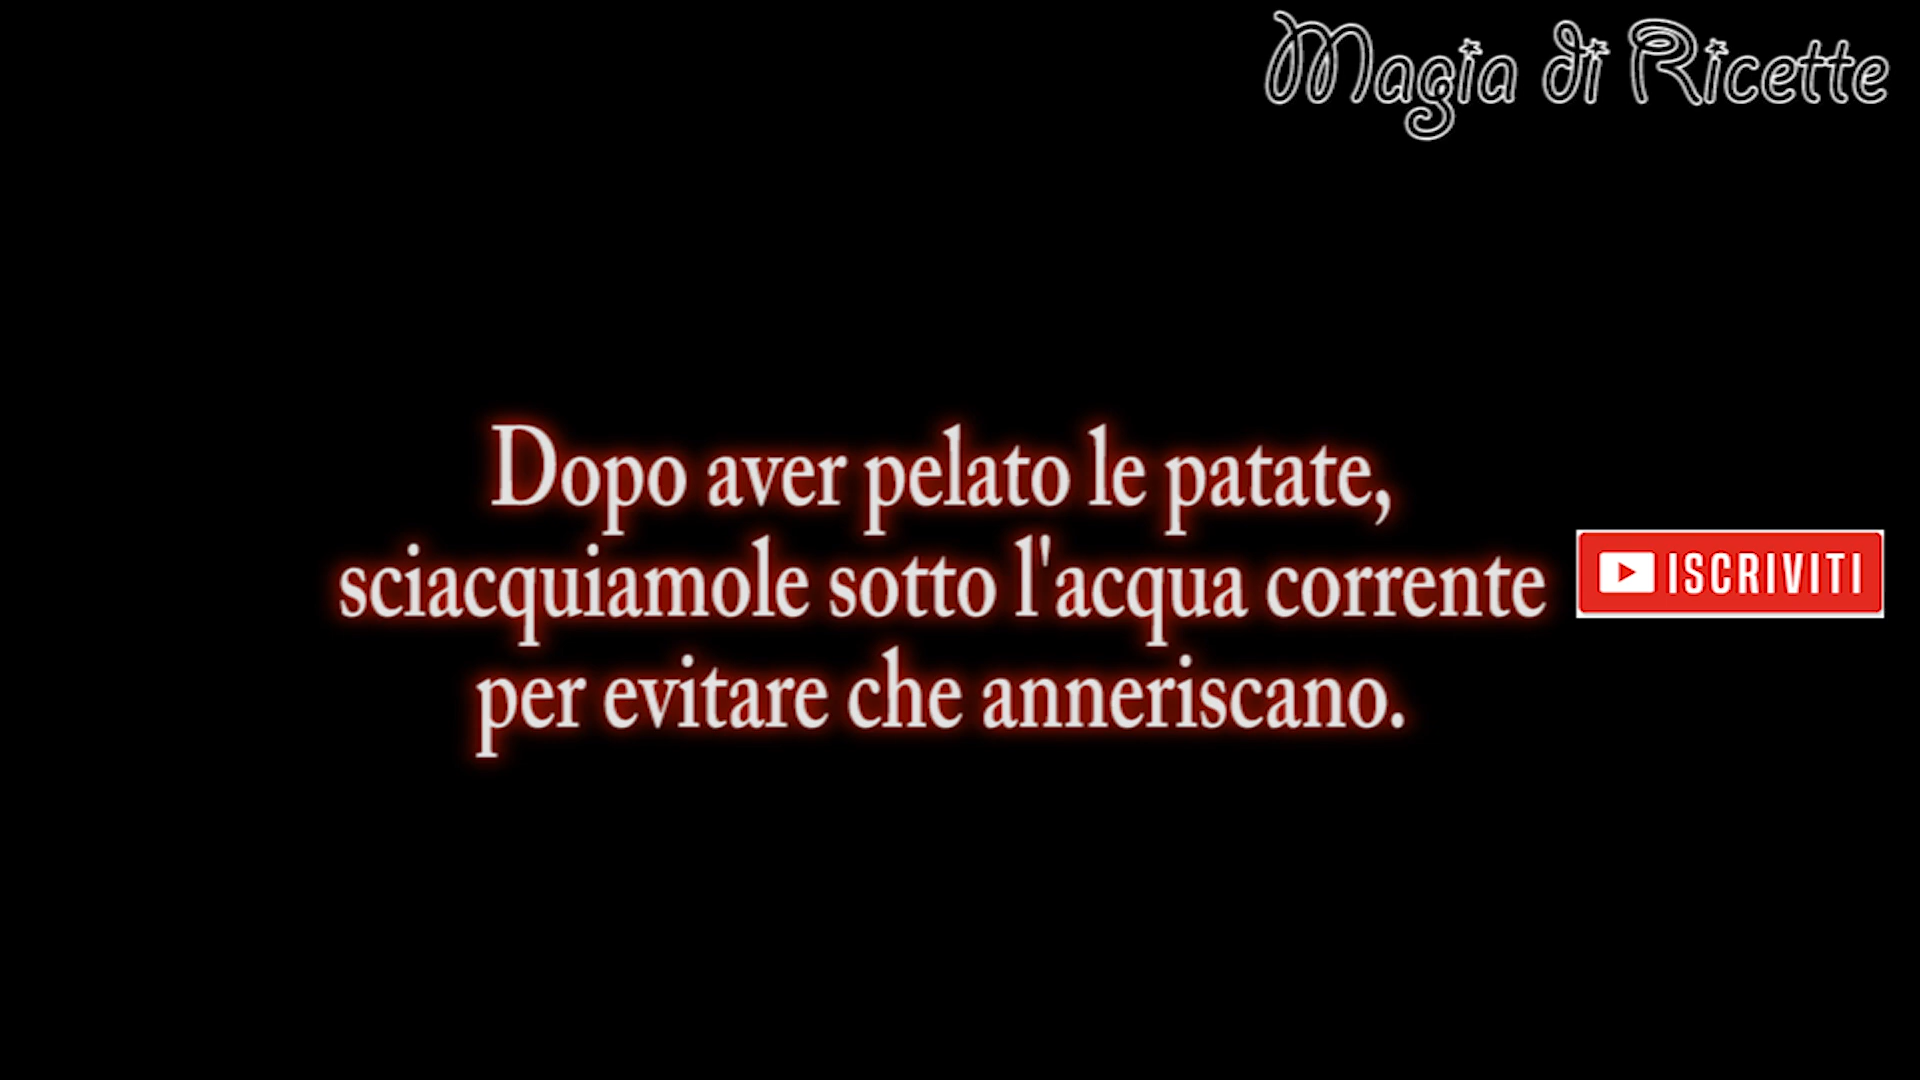 Magia di Ricette
Dopo aver pelato le patate,
sciacquiamole sotto l'acqua corrente
ISCRIVITI
per evitare che anneriscano.